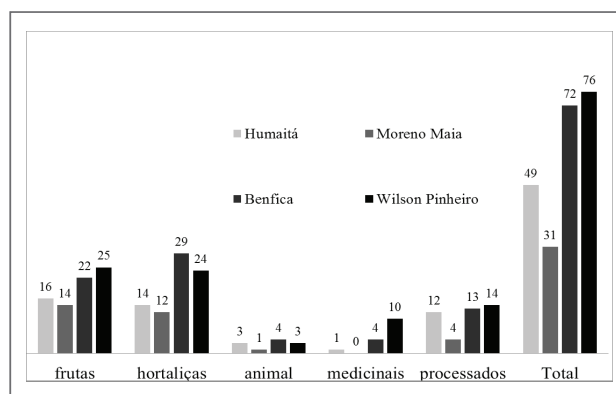 76
72
Humaitá
Moreno Maia
49
Benfica
Wilson Pinheiro
31
29
25
24
22
16
14
14
12
10
12
13
14
3
1
4
3
1
0
4
4
frutas
hortaliças
animal
medicinais
processados
Total